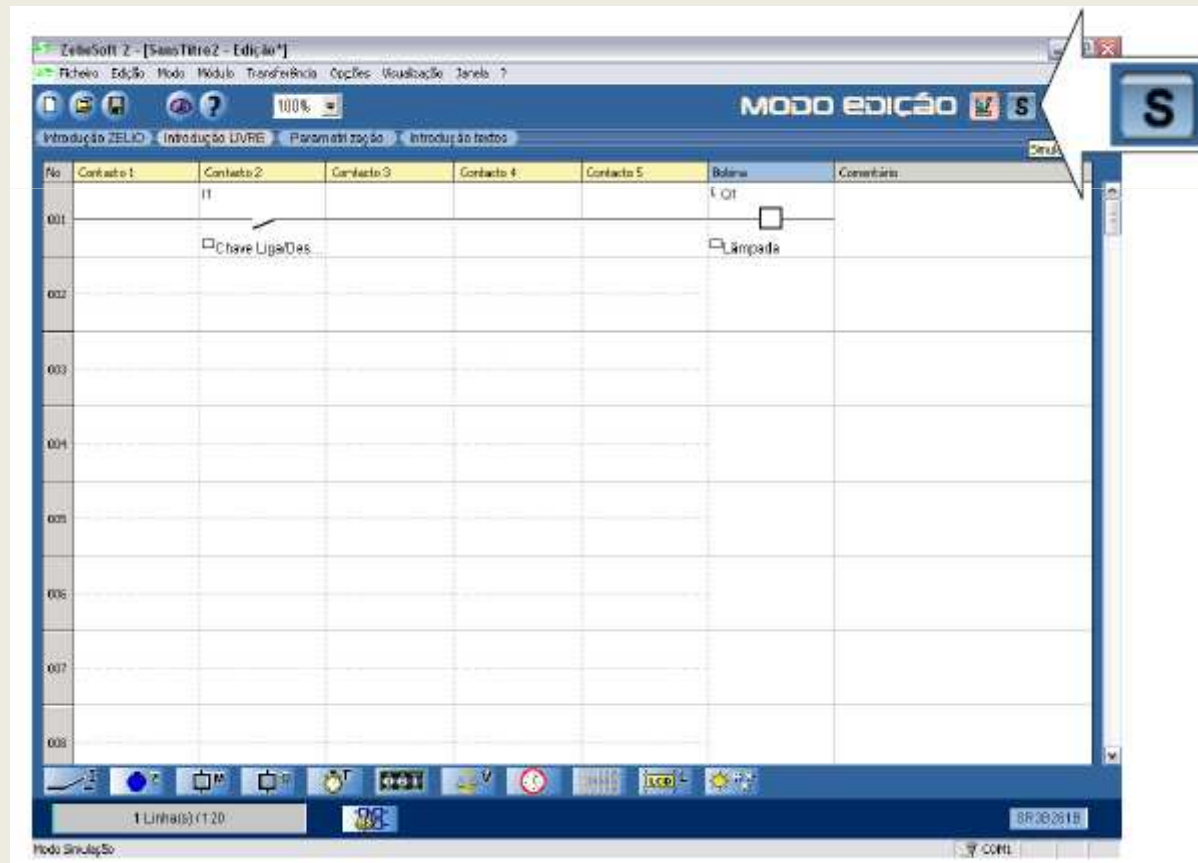 ZelioSoft 2 - [SansTitre2 - Edição*]
Ficheiro Edição Modo Módulo Transferência Opções Visualização Janela ?
100% MODO EDIÇÃO S
S
Introdução ZELIO Introdução LIVRE Parametrização Introdução textos
No Contacto 1 Contacto 2 Contacto 3 Contacto 4 Contacto 5 Bobina Comentário
I1 Q1
001
Chave Liga/Des... Lâmpada
002
003
004
005
006
007
008
LCD
1 Linha(s) /120 SR3B261B
Modo Simulação COM1